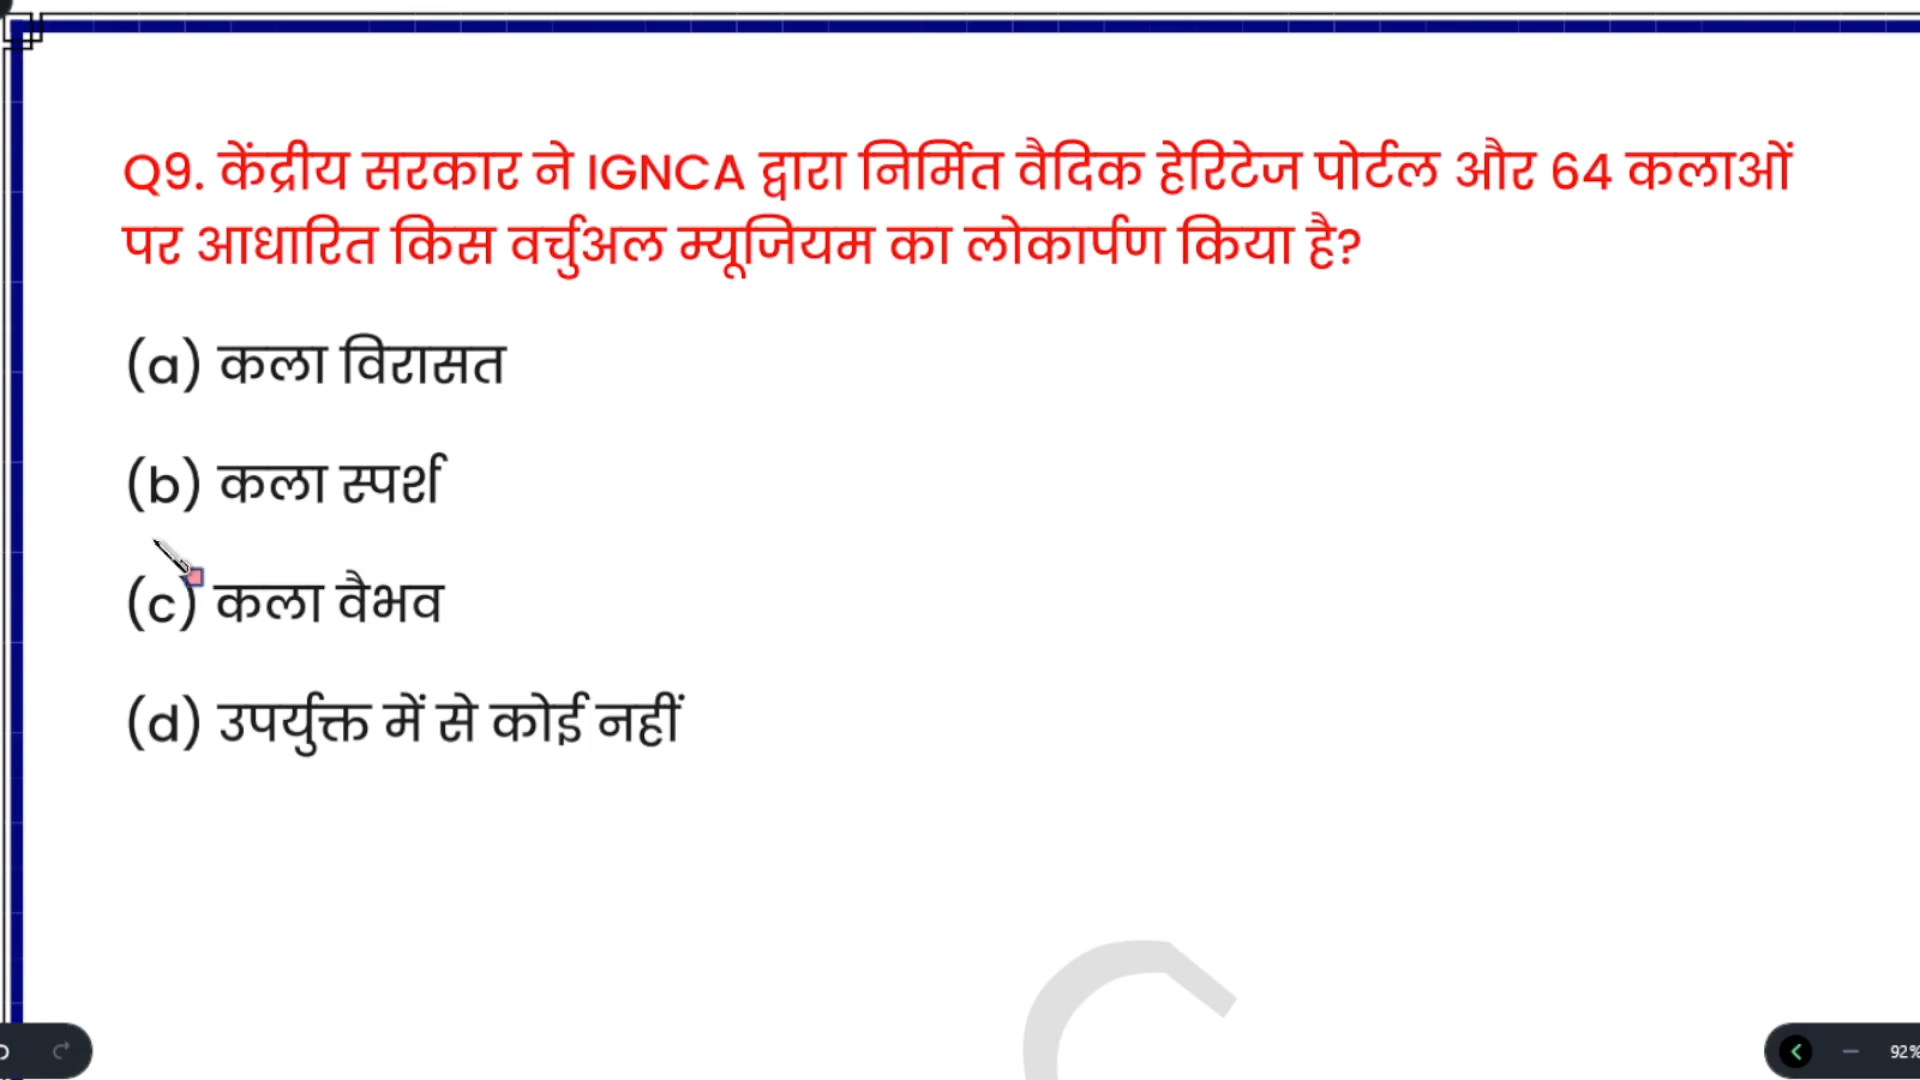 Q9. केंद्रीय सरकार ने IGNCA द्वारा निर्मित वैदिक हेरिटेज पोर्टल और 64 कलाओं
पर आधारित किस वर्चुअल म्यूजियम का लोकार्पण किया है?
(a) कला विरासत
(b) कला स्पर्श
(c) कला वैभव
(d) उपर्युक्त में से कोई नहीं
92%